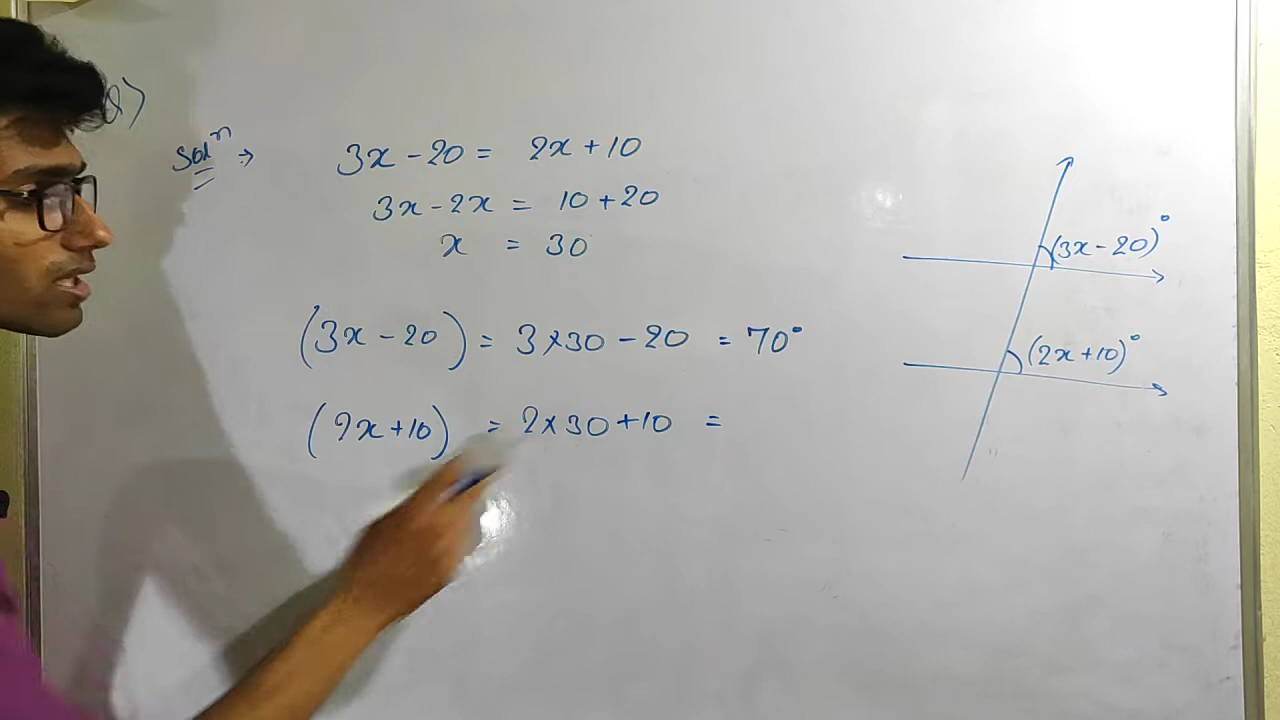 Q)
Solⁿ ⇒ 3x - 20 = 2x + 10
3x - 2x = 10 + 20
x = 30
(3x - 20) = 3 × 30 - 20 = 70°
(2x + 10) = 2 × 30 + 10 =
(3x - 20)°
(2x + 10)°